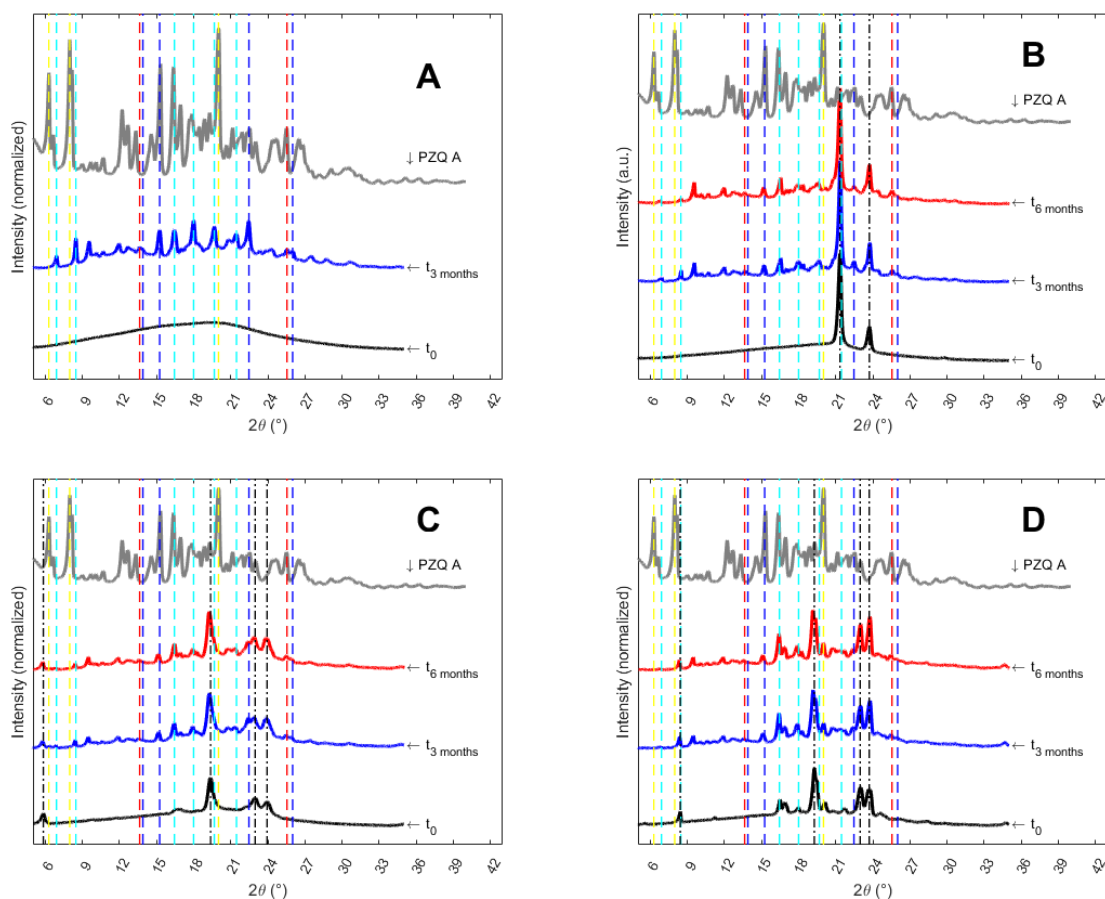 A
Intensity (normalized)
↓ PZQ A
← t3 months
← t0
6 9 12 15 18 21 24 27 30 33 36 39 42
2θ (°)
B
Intensity (a.u.)
↓ PZQ A
← t6 months
← t3 months
← t0
6 9 12 15 18 21 24 27 30 33 36 39 42
2θ (°)
C
Intensity (normalized)
↓ PZQ A
← t6 months
← t3 months
← t0
6 9 12 15 18 21 24 27 30 33 36 39 42
2θ (°)
D
Intensity (normalized)
↓ PZQ A
← t6 months
← t3 months
← t0
6 9 12 15 18 21 24 27 30 33 36 39 42
2θ (°)